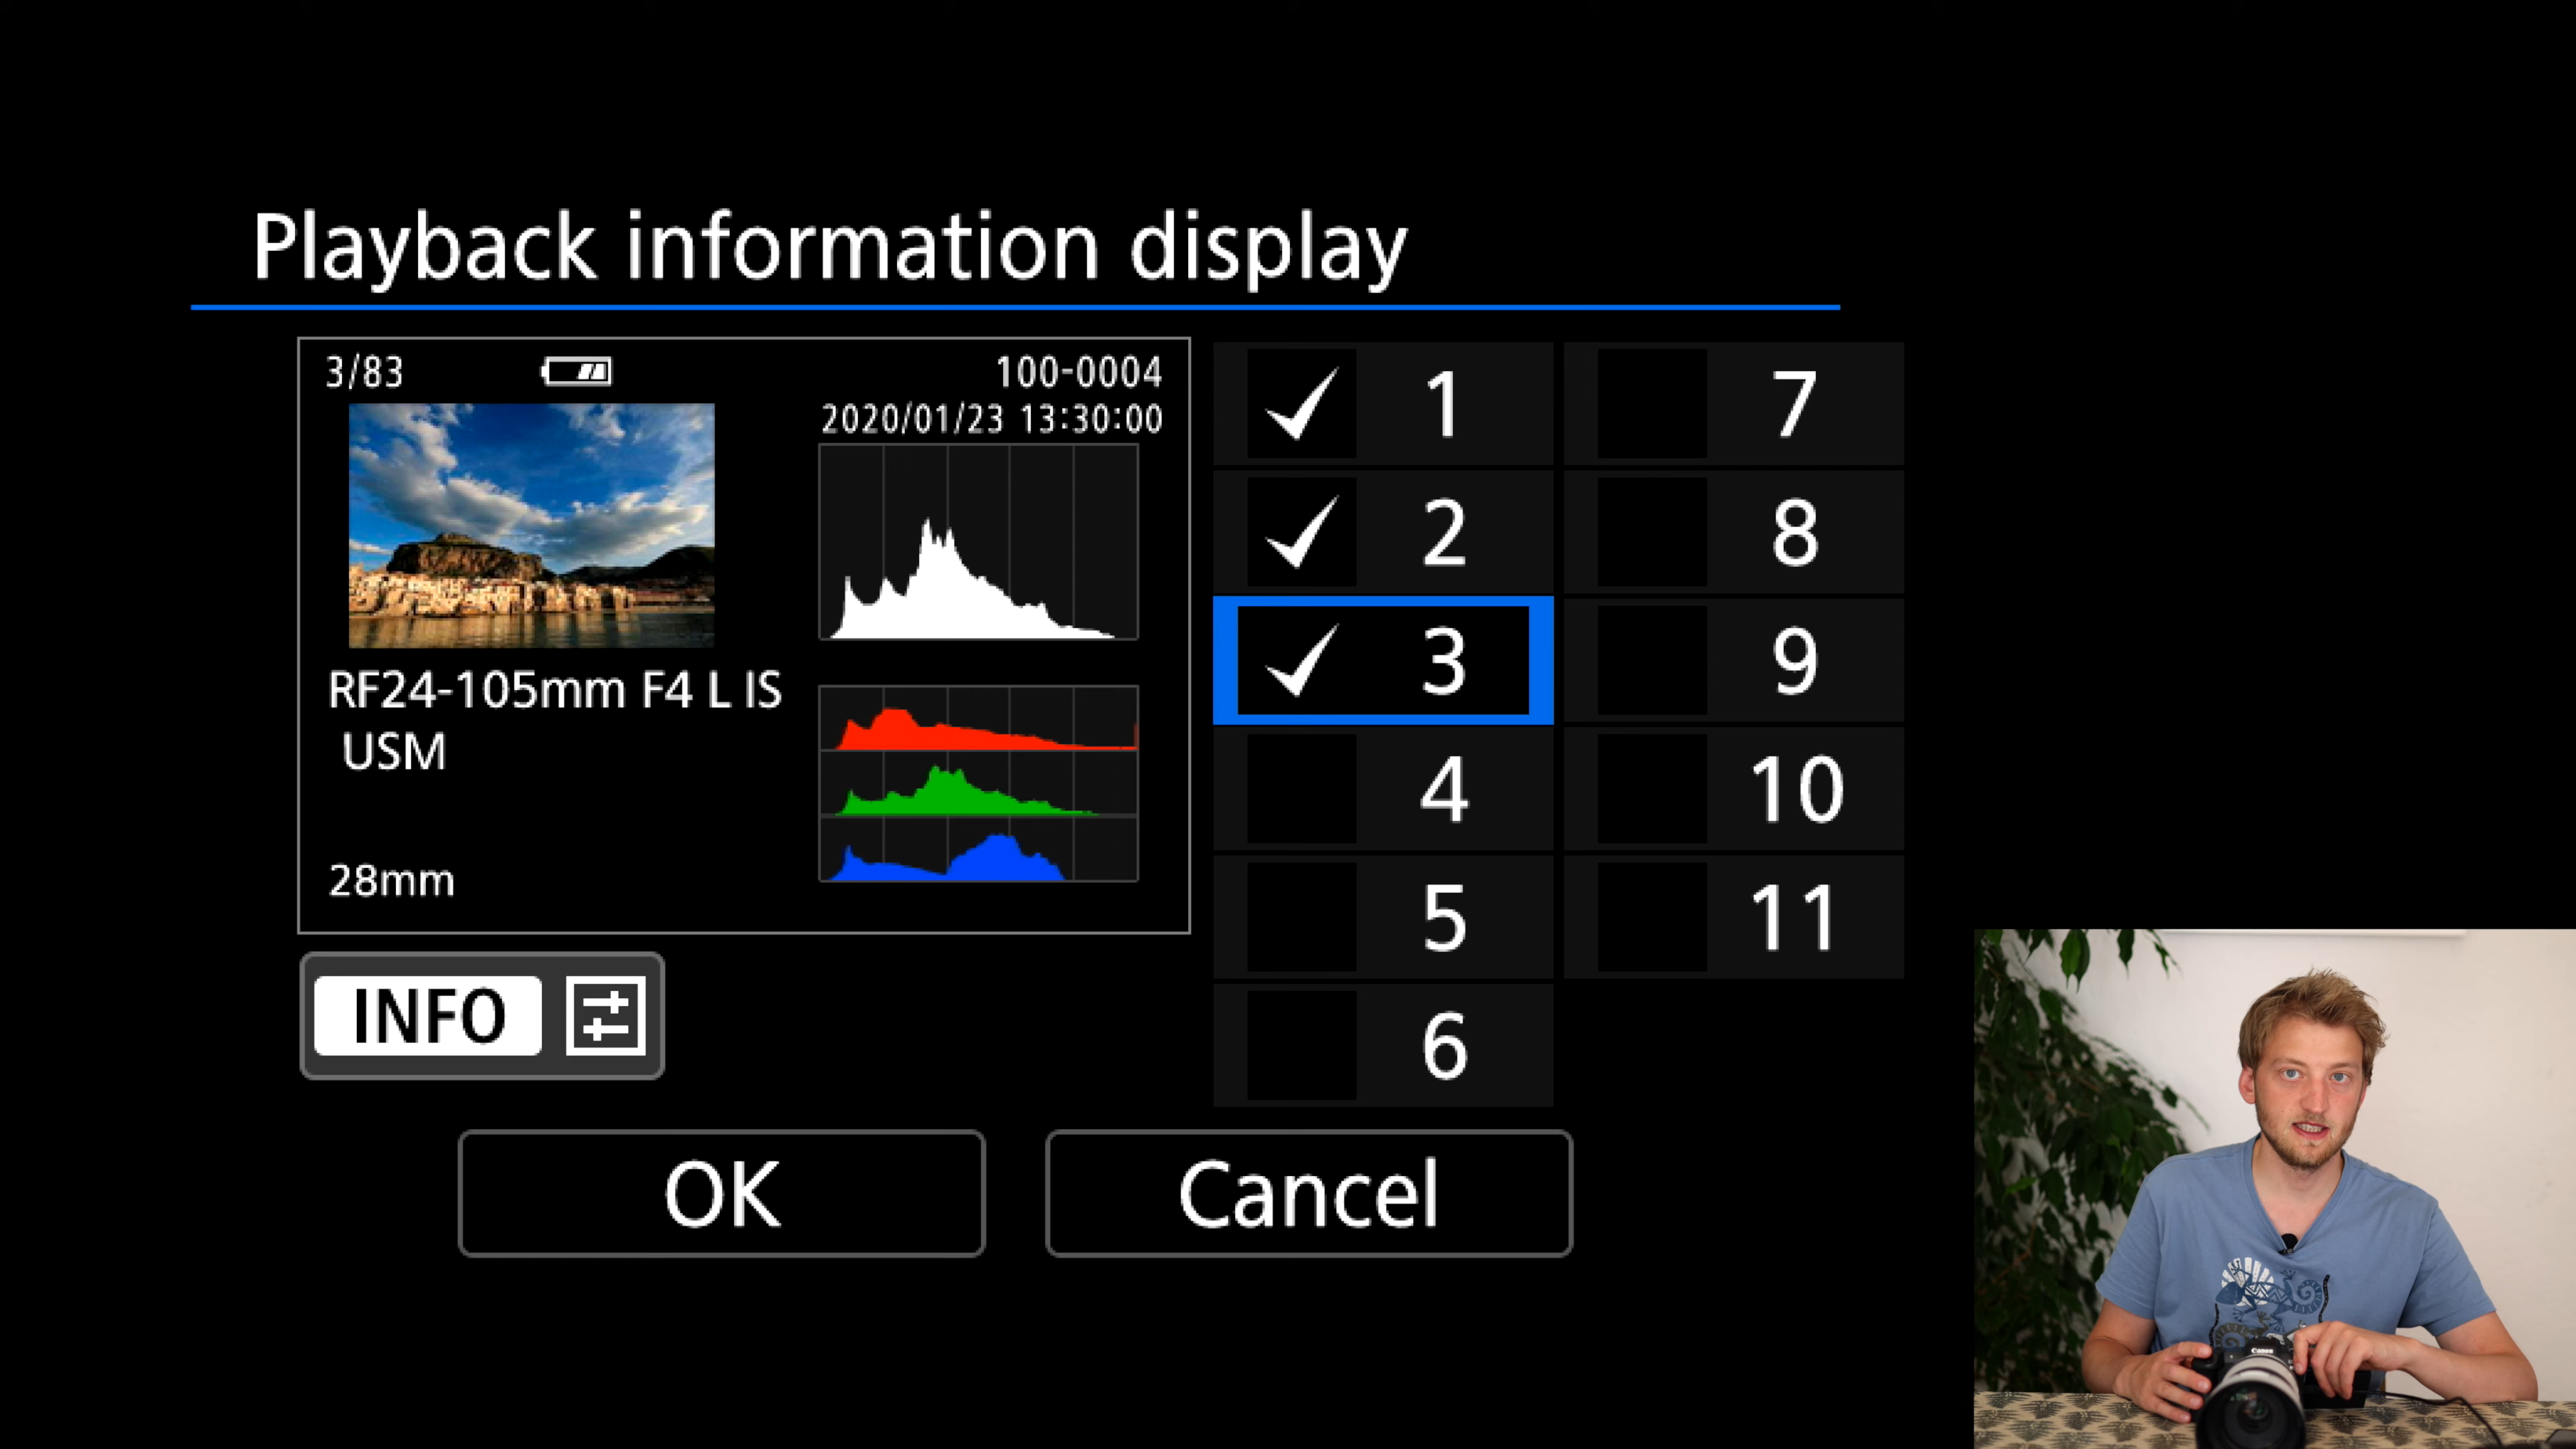 Playback information display
3/83
100-0004
2020/01/23 13:30:00
RF24-105mm F4 L IS
USM
28mm
INFO
1
2
3
4
5
6
7
8
9
10
11
OK
Cancel
Canon